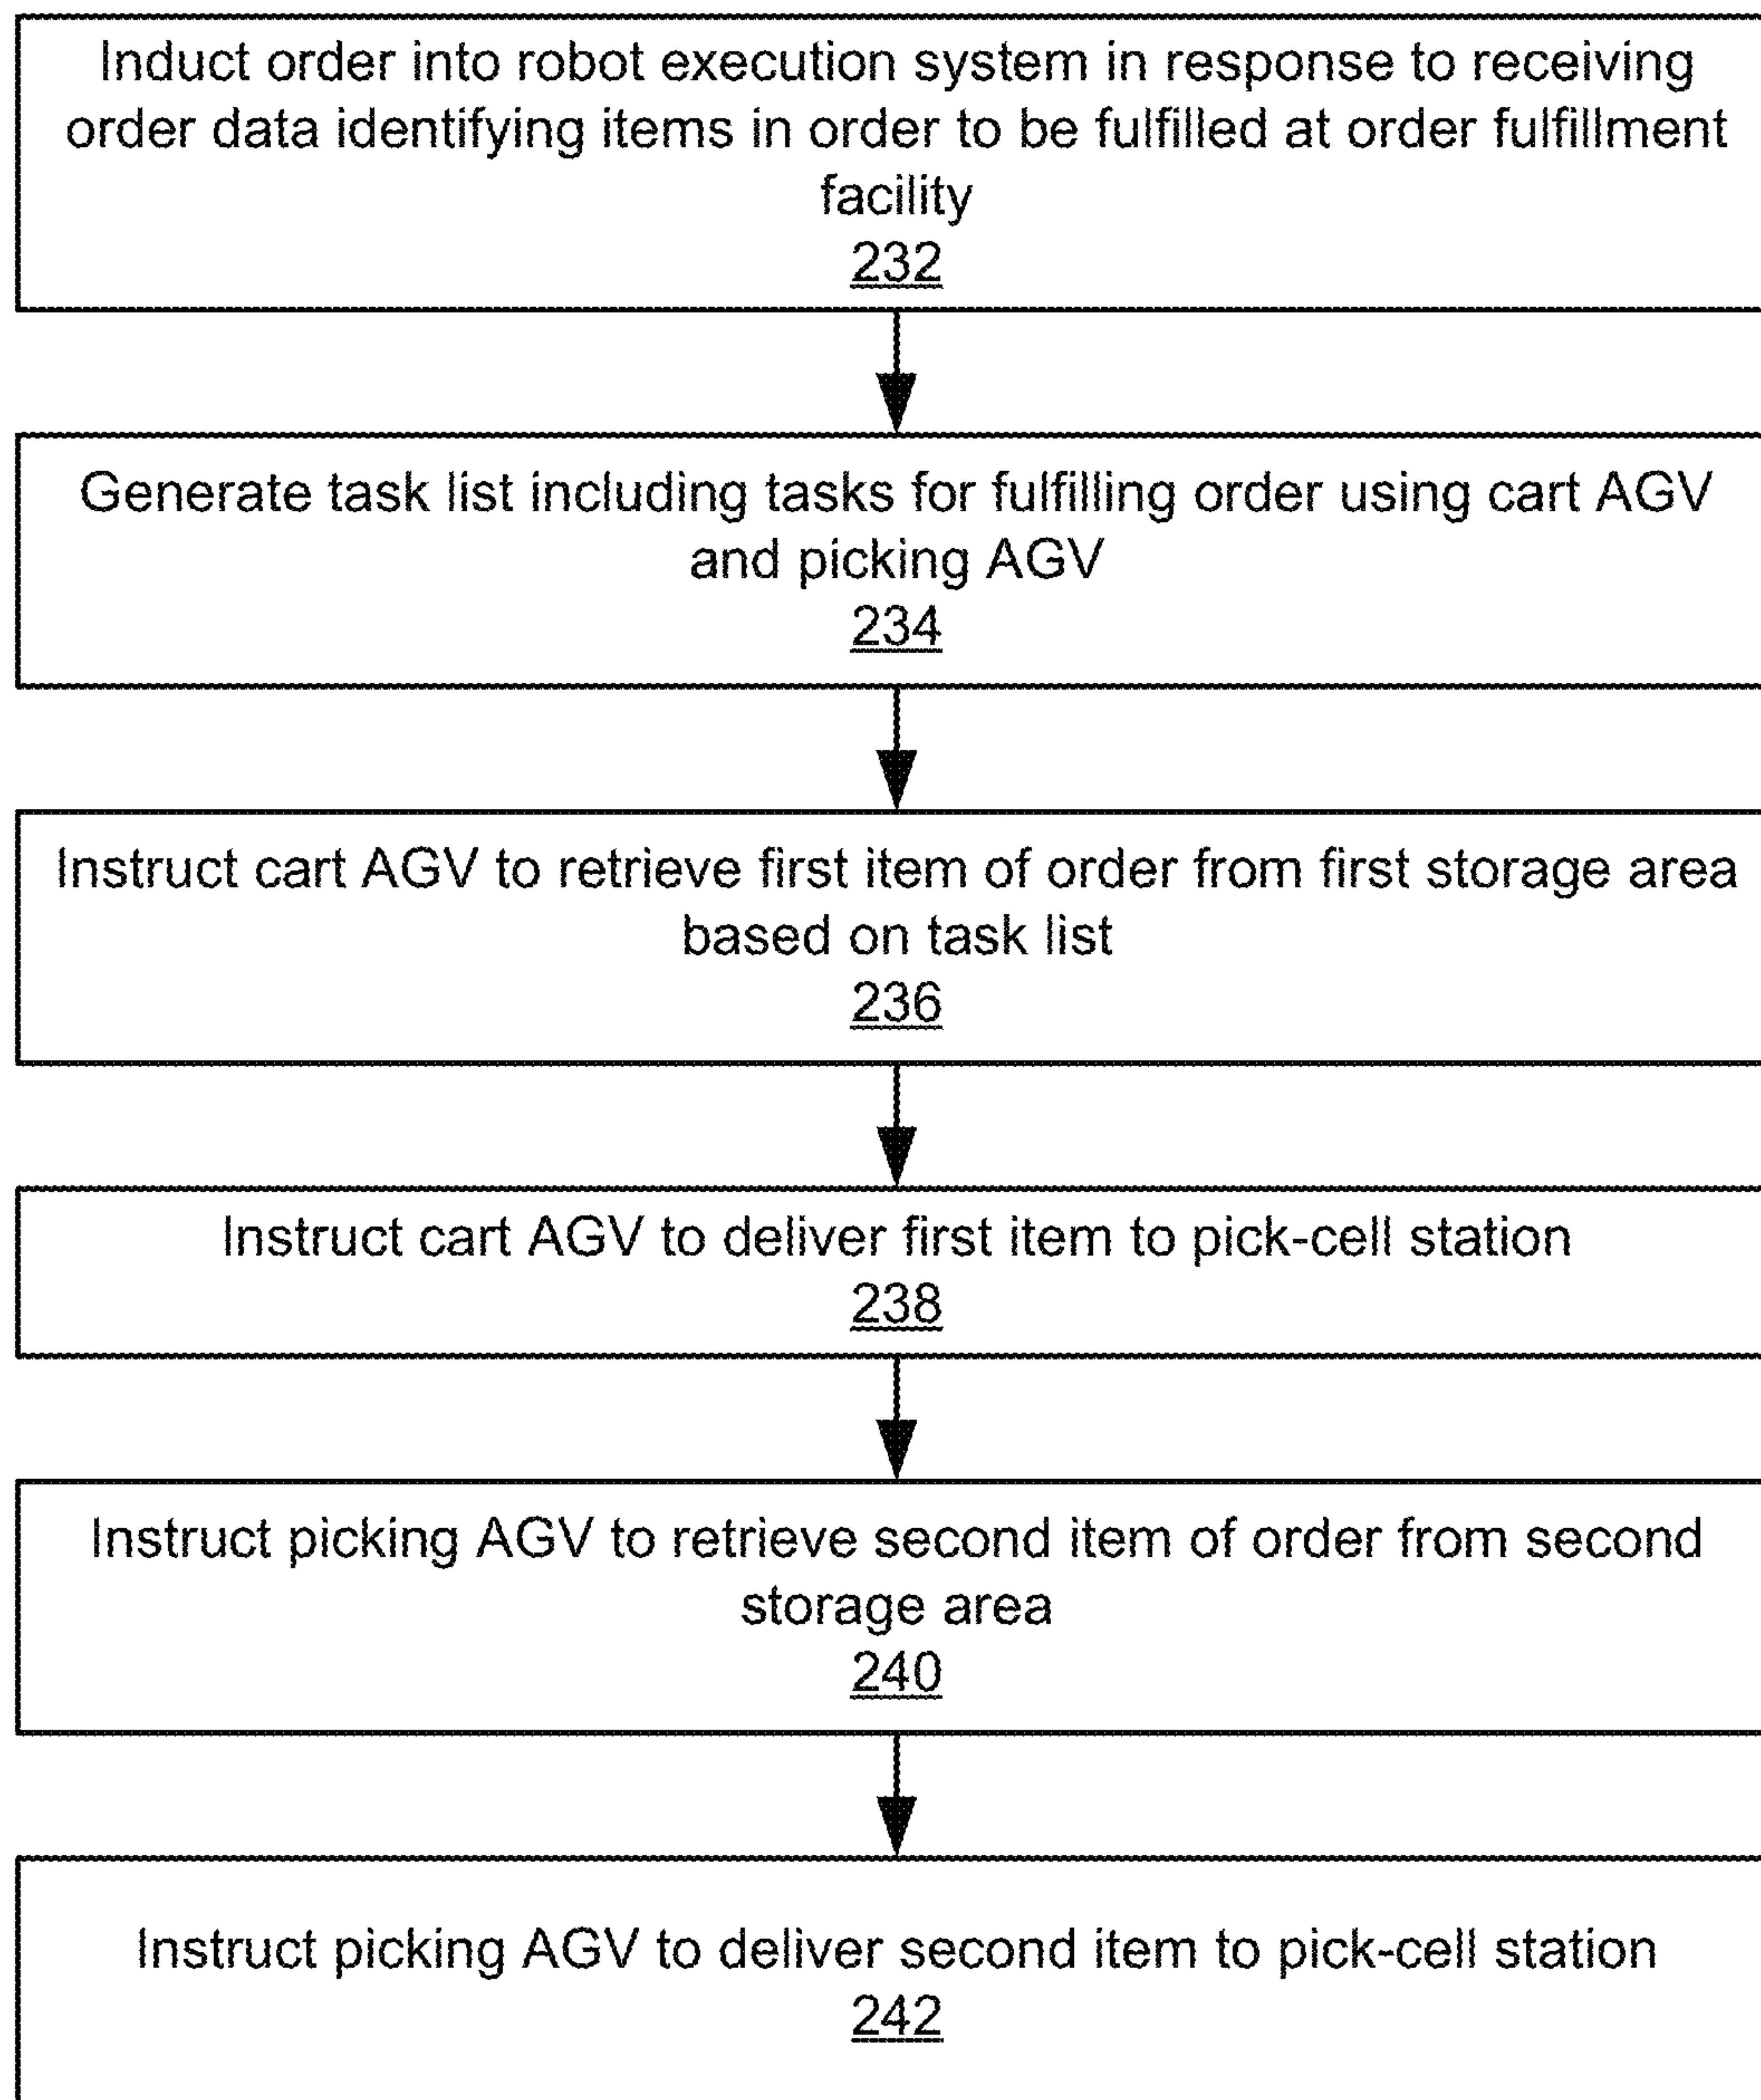 Induct order into robot execution system in response to receiving
order data identifying items in order to be fulfilled at order fulfillment
facility
232
Generate task list including tasks for fulfilling order using cart AGV
and picking AGV
234
Instruct cart AGV to retrieve first item of order from first storage area
based on task list
236
Instruct cart AGV to deliver first item to pick-cell station
238
Instruct picking AGV to retrieve second item of order from second
storage area
240
Instruct picking AGV to deliver second item to pick-cell station
242